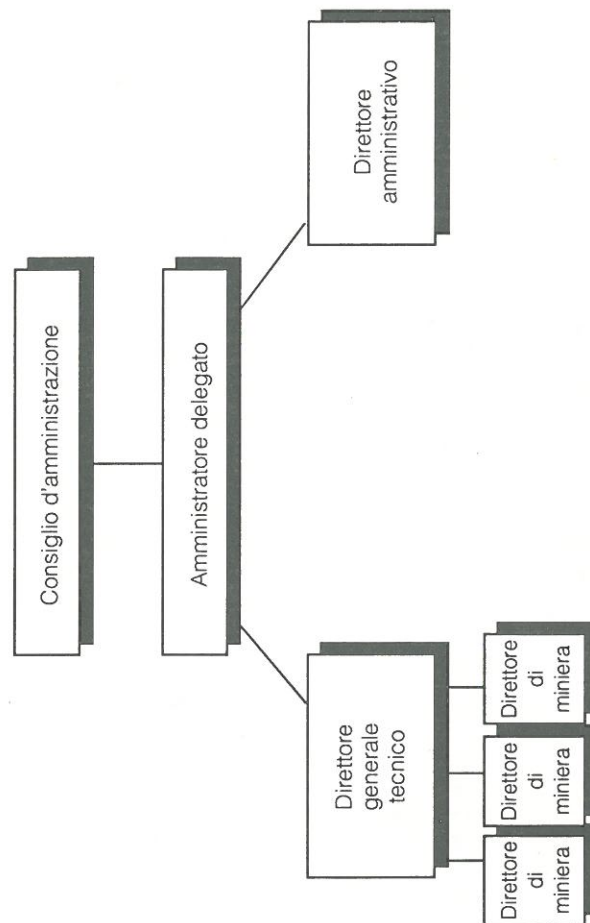 Consiglio d'amministrazione
Amministratore delegato
Direttore
generale
tecnico
Direttore
amministrativo
Direttore
di
miniera
Direttore
di
miniera
Direttore
di
miniera